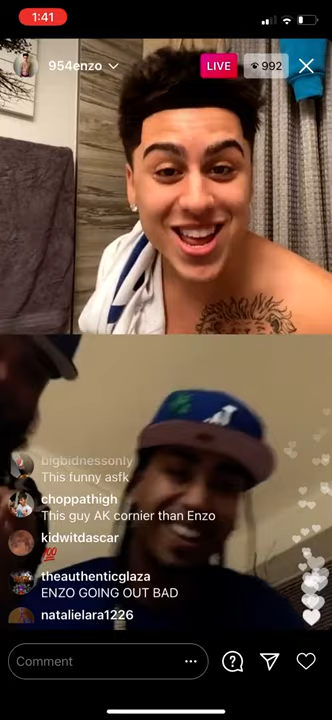 1:41
954enzo
LIVE
992
bigbidnessonly
This funny asfk
choppathigh
This guy AK cornier than Enzo
kidwitdascar
💯
theauthenticglaza
ENZO GOING OUT BAD
natalielara1226
Comment